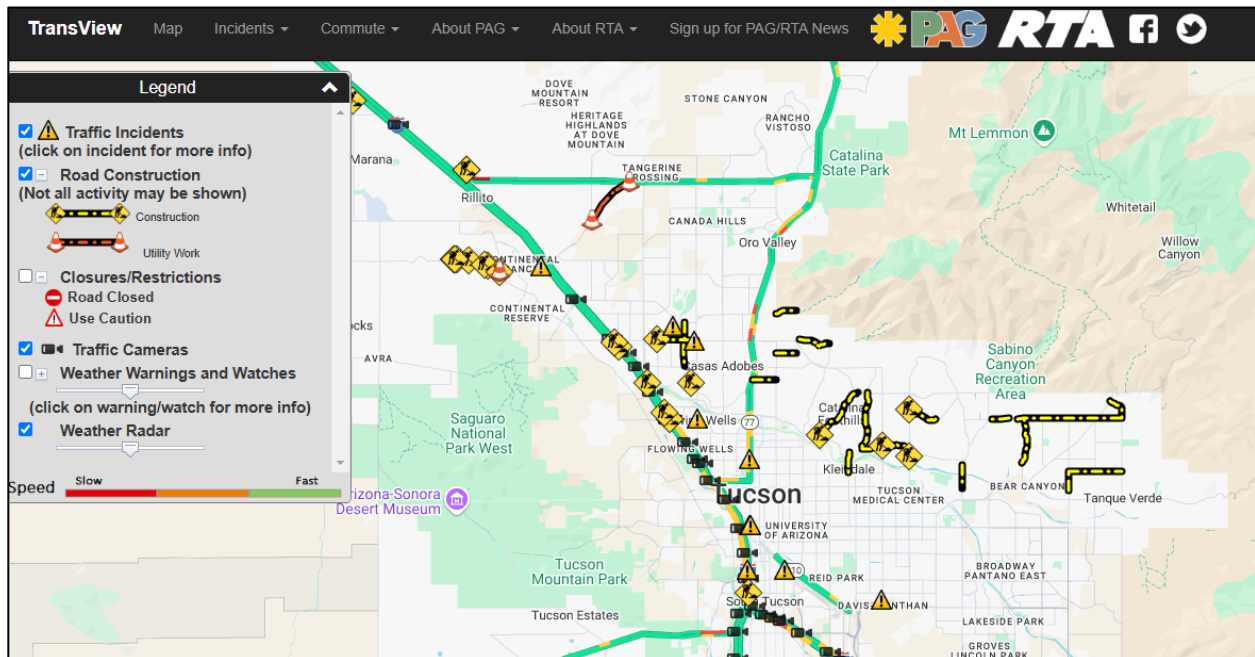 TransView Map Incidents Commute About PAG About RTA Sign up for PAG/RTA News PAG RTA
Legend
Traffic Incidents
(click on incident for more info)
Road Construction
(Not all activity may be shown)
Construction
Utility Work
Closures/Restrictions
Road Closed
Use Caution
Traffic Cameras
Weather Warnings and Watches
(click on warning/watch for more info)
Weather Radar
Speed Slow Fast
DOVE
MOUNTAIN
RESORT
STONE CANYON
HERITAGE
HIGHLANDS
AT DOVE
MOUNTAIN
RANCHO
VISTOSO
Mt Lemmon
Marana
TANGERINE
CROSSING
Catalina
State Park
Rillito
Whitetail
CANADA HILLS
Oro Valley
Willow
Canyon
CONTINENTAL
CONTINENTAL
RESERVE
AVRA
Casas Adobes
Sabino
Canyon
Recreation
Area
Saguaro
National
Park West
Wells
77
Catalina
FLOWING WELLS
Kleindale
TUCSON
MEDICAL CENTER
BEAR CANYON
Tanque Verde
Arizona-Sonora
Desert Museum
Tucson
UNIVERSITY
OF ARIZONA
Tucson
Mountain Park
10
REID PARK
BROADWAY
PANTANO EAST
Tucson Estates
South Tucson
LAKESIDE PARK
GROVES
LINCOLN PARK